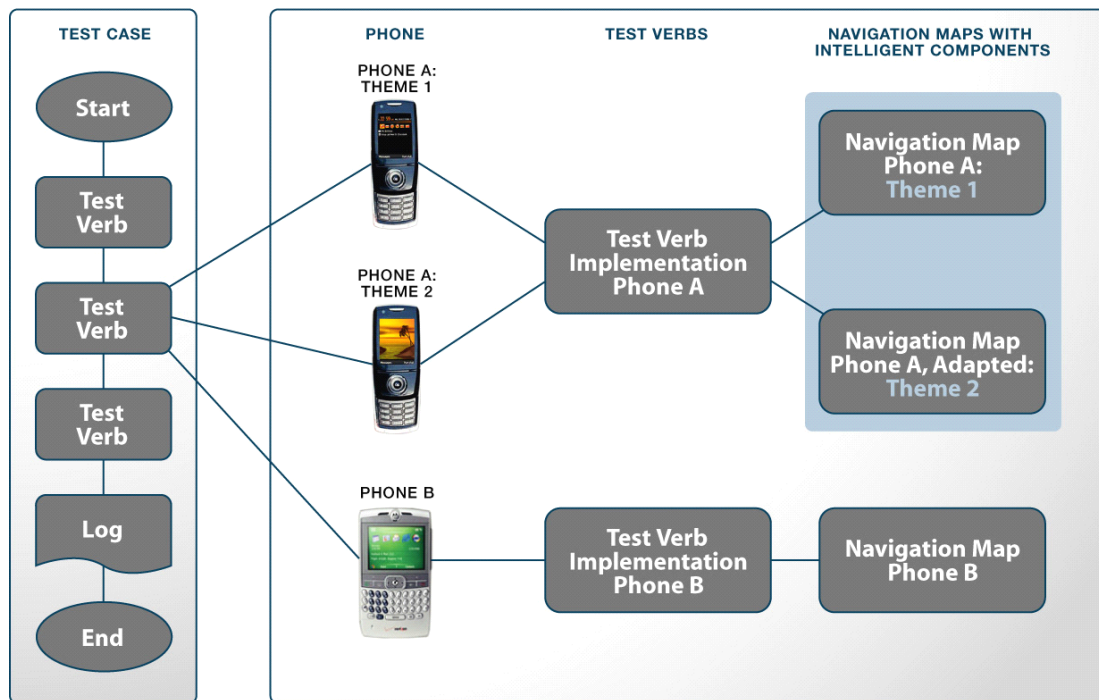 TEST CASE
Start
Test
Verb
Test
Verb
Test
Verb
Log
End
PHONE
PHONE A:
THEME 1
PHONE A:
THEME 2
PHONE B
TEST VERBS
Test Verb
Implementation
Phone A
Test Verb
Implementation
Phone B
NAVIGATION MAPS WITH
INTELLIGENT COMPONENTS
Navigation Map
Phone A:
Theme 1
Navigation Map
Phone A, Adapted:
Theme 2
Navigation Map
Phone B